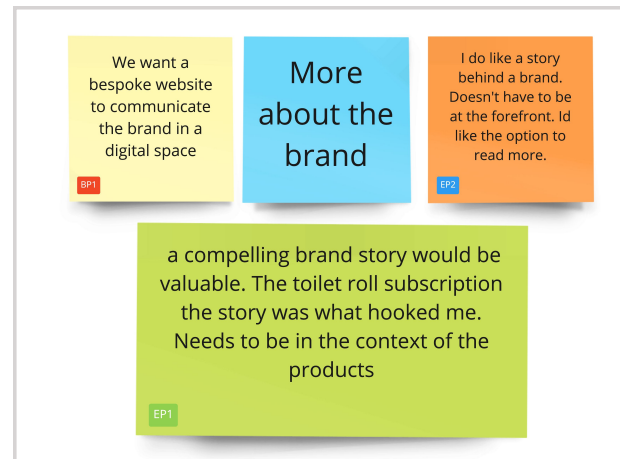 We want a
bespoke website
to communicate
the brand in a
digital space
BP1
More
about the
brand
I do like a story
behind a brand.
Doesn't have to be
at the forefront. Id
like the option to
read more.
EP2
a compelling brand story would be
valuable. The toilet roll subscription
the story was what hooked me.
Needs to be in the context of the
products
EP1